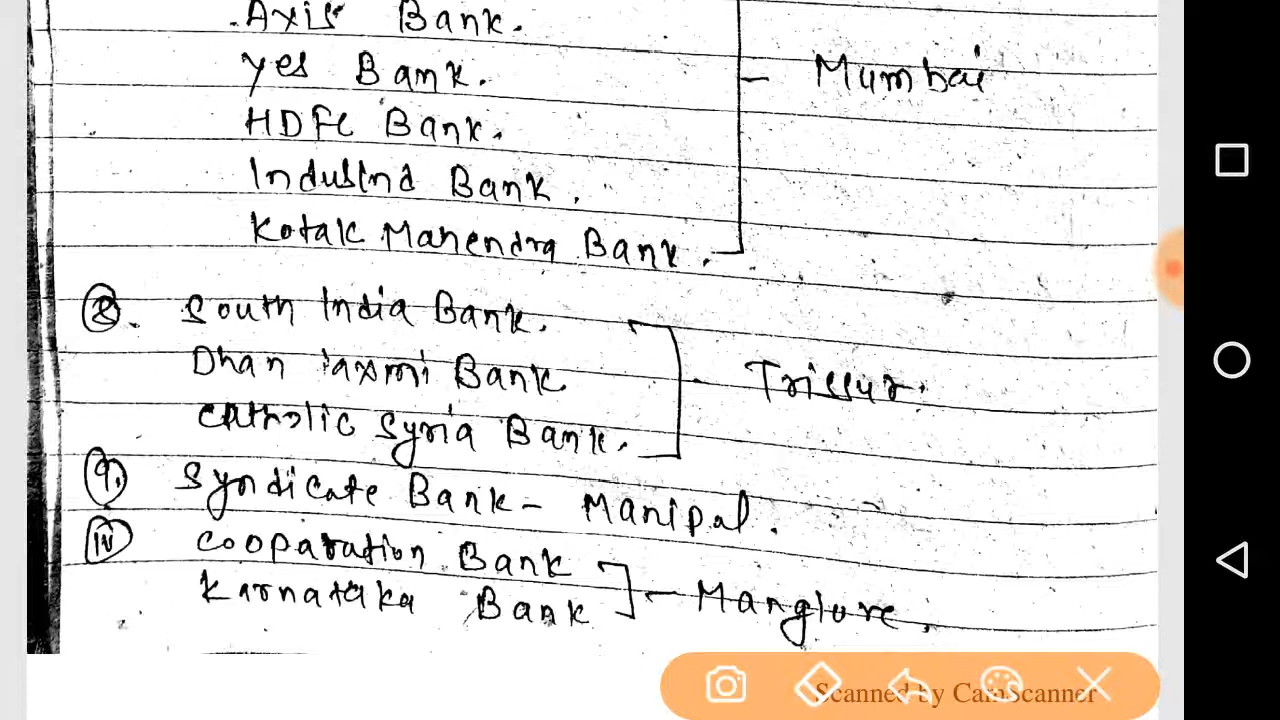 Axis Bank.
Yes Bank.
HDFC Bank.
IndusInd Bank.
Kotak Mahendra Bank.
- Mumbai
8. South India Bank.
Dhan laxmi Bank
Catholic Syria Bank.
- Trissur.
9. Syndicate Bank - Manipal.
10 Cooparation Bank
Karnataka Bank
- Manglore.
Scanned by CamScanner